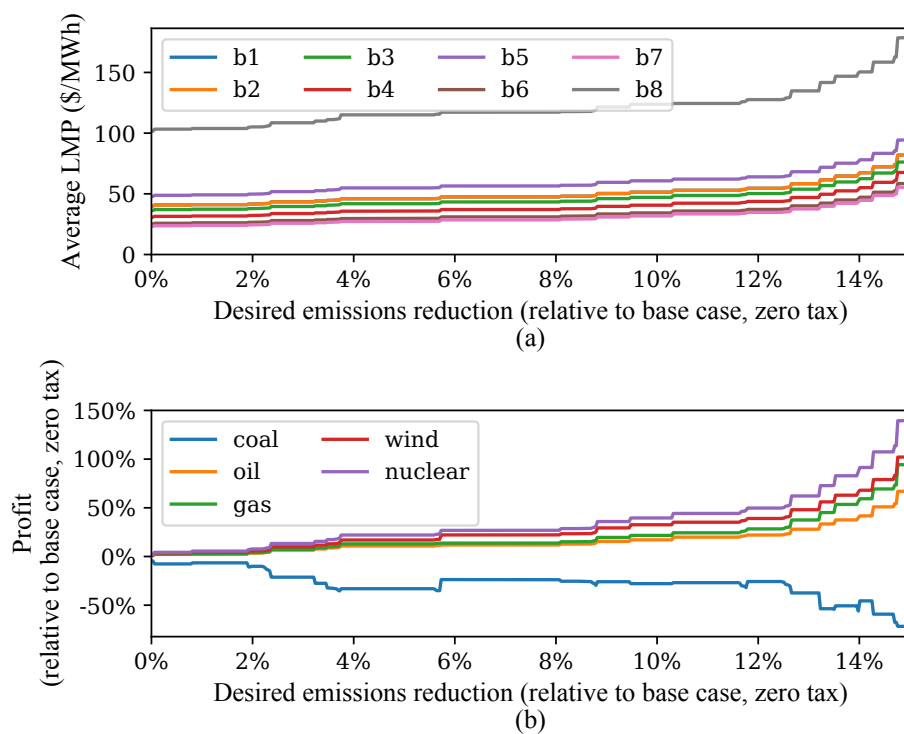 Average LMP ($/MWh)
150
100
50
0
b1 b3 b5 b7
b2 b4 b6 b8
0% 2% 4% 6% 8% 10% 12% 14%
Desired emissions reduction (relative to base case, zero tax)
(a)
Profit
(relative to base case, zero tax)
150%
100%
50%
0%
-50%
coal wind
oil nuclear
gas
0% 2% 4% 6% 8% 10% 12% 14%
Desired emissions reduction (relative to base case, zero tax)
(b)